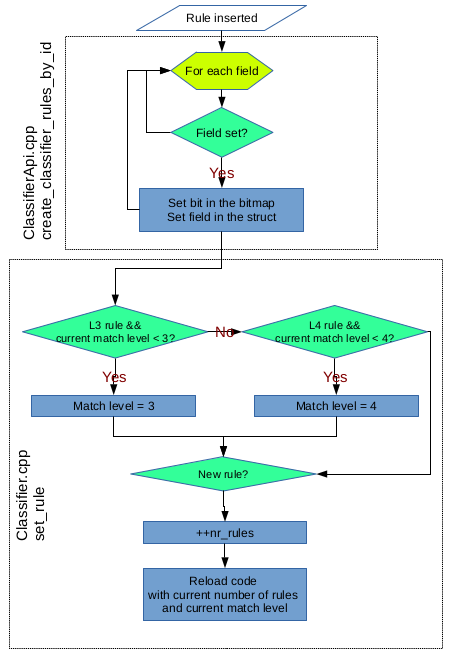 Rule inserted
ClassifierApi.cpp
create_classifier_rules_by_id
For each field
Field set?
Yes
Set bit in the bitmap
Set field in the struct
L3 rule &&
current match level < 3?
No
L4 rule &&
current match level < 4?
Yes
Yes
Match level = 3
Match level = 4
Classifier.cpp
set_rule
New rule?
++nr_rules
Reload code
with current number of rules
and current match level